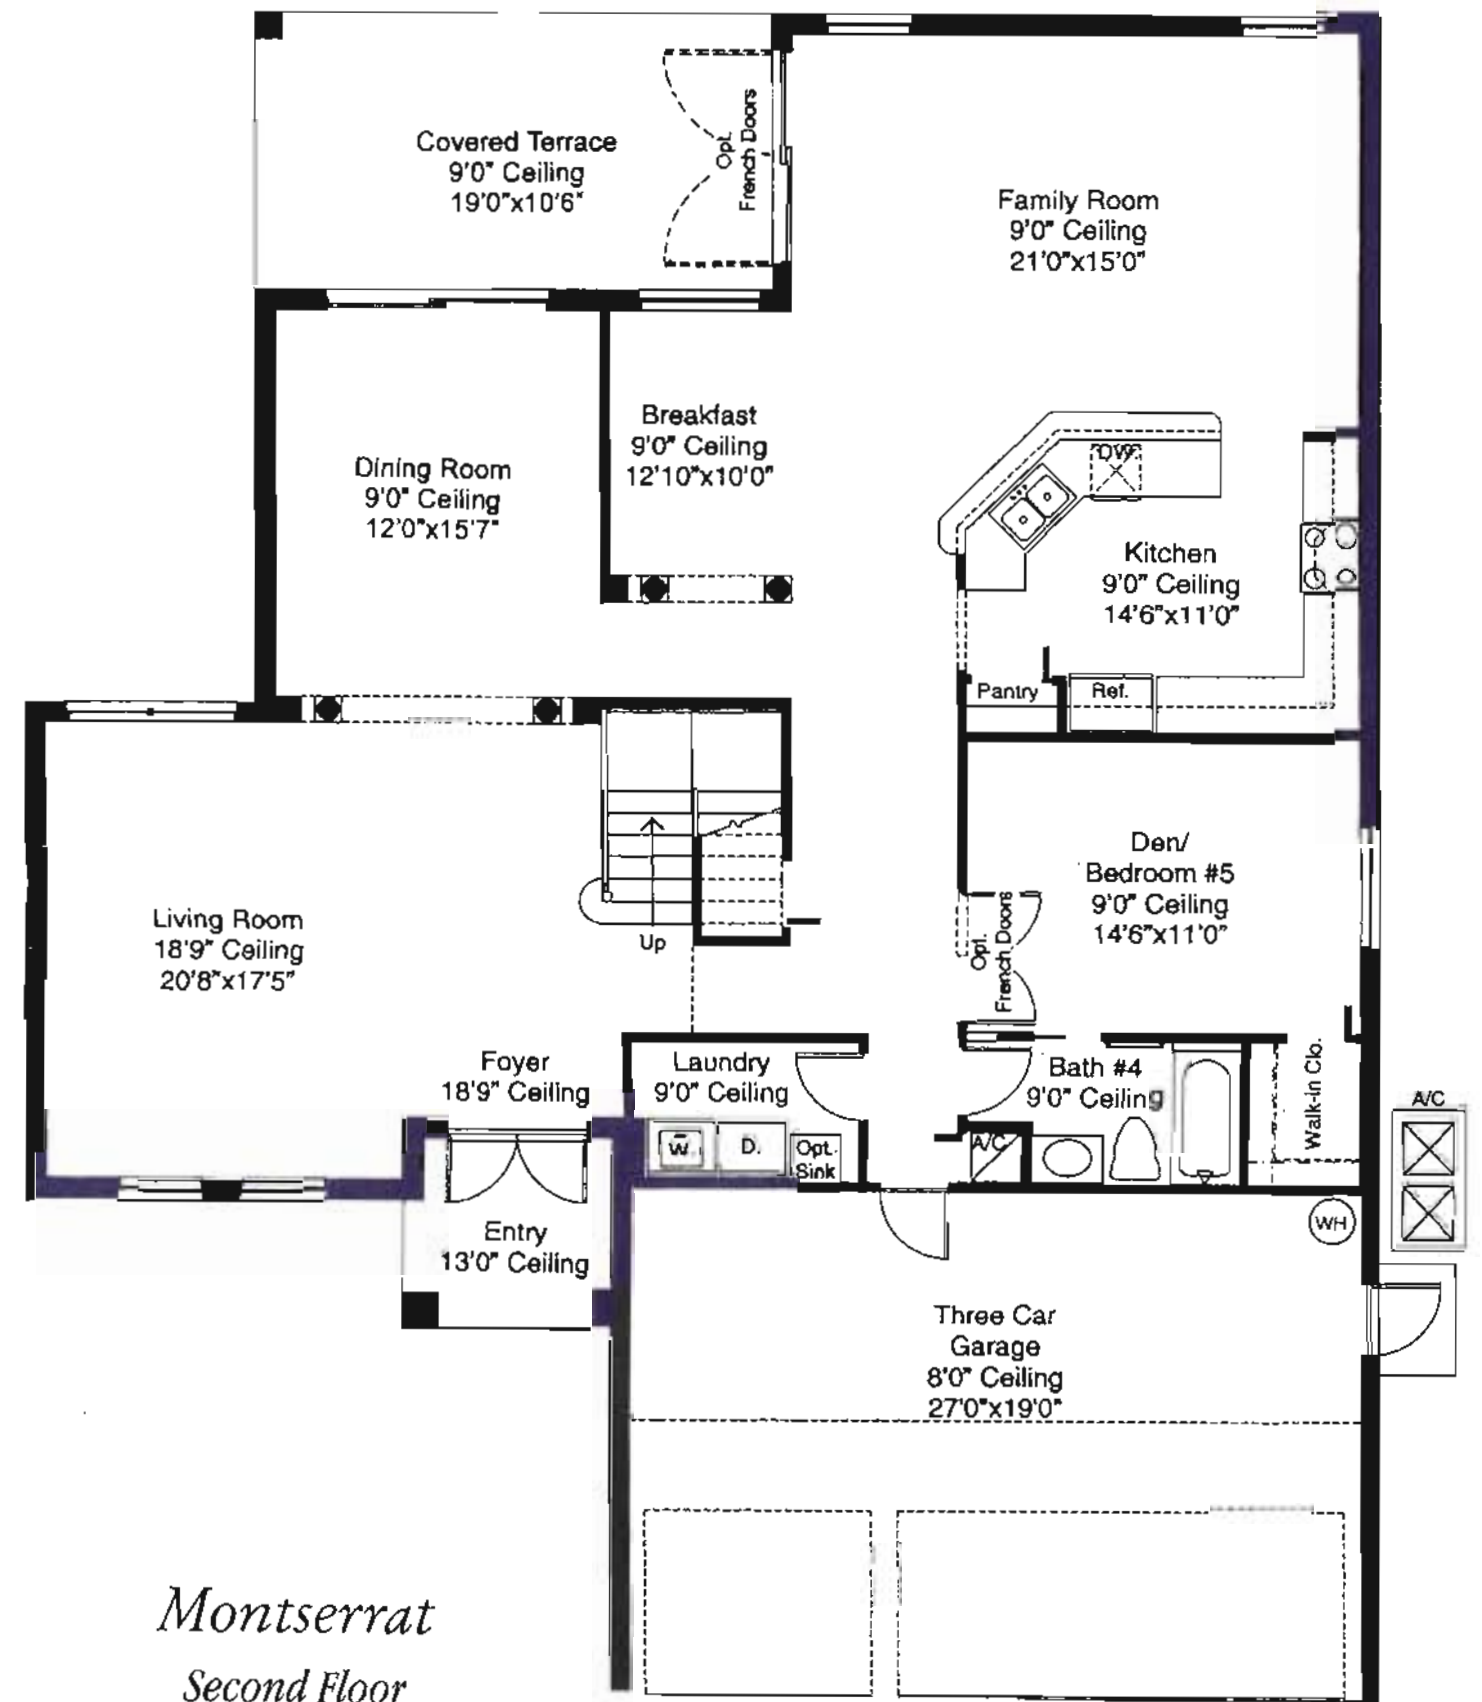 Covered Terrace
9'0" Ceiling
19'0"x10'6"
Opt.
French Doors
Family Room
9'0" Ceiling
21'0"x15'0"
Breakfast
9'0" Ceiling
12'10"x10'0"
Dining Room
9'0" Ceiling
12'0"x15'7"
DW.
Kitchen
9'0" Ceiling
14'6"x11'0"
Pantry
Ref.
Den/
Bedroom #5
9'0" Ceiling
14'6"x11'0"
Opt.
French Doors
Living Room
18'9" Ceiling
20'8"x17'5"
Up
Foyer
18'9" Ceiling
Laundry
9'0" Ceiling
W.
D.
Opt.
Sink
Bath #4
9'0" Ceiling
A/C
Walk-in Clo.
A/C
WH
Entry
13'0" Ceiling
Three Car
Garage
8'0" Ceiling
27'0"x19'0"
Montserrat
Second Floor